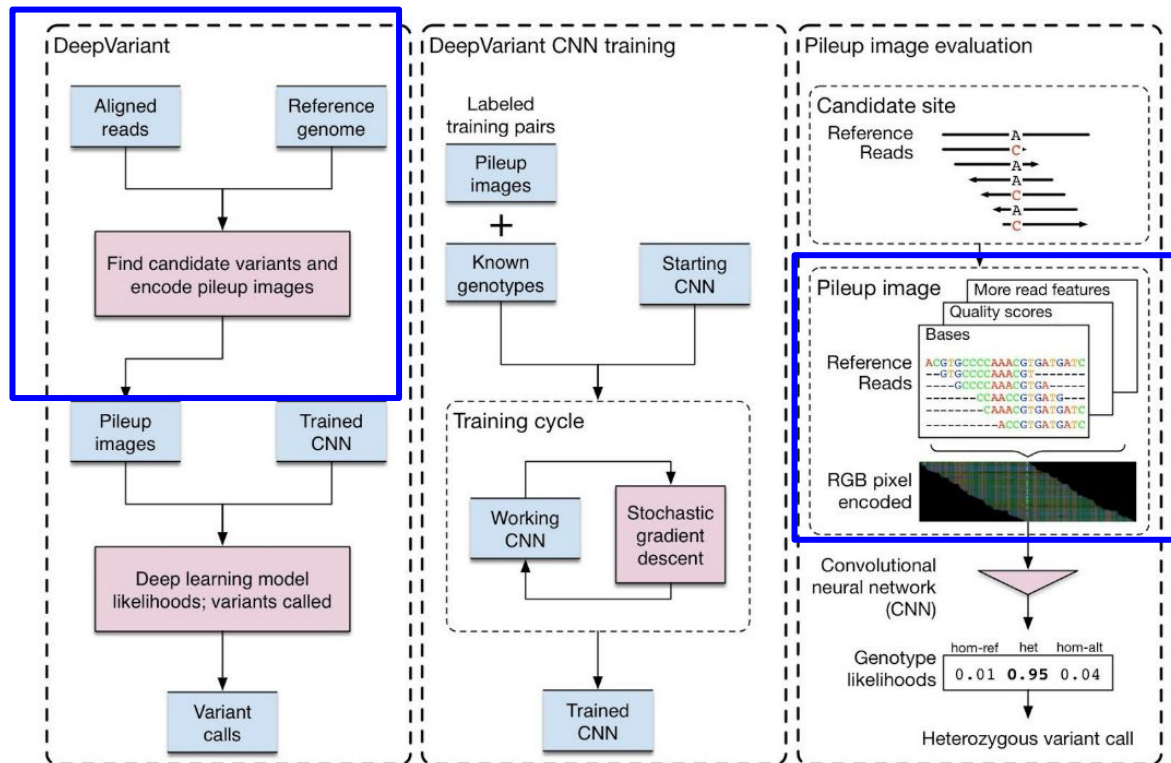 DeepVariant
Aligned
reads
Reference
genome
Find candidate variants and
encode pileup images
Pileup
images
Trained
CNN
Deep learning model
likelihoods; variants called
Variant
calls
DeepVariant CNN training
Labeled
training pairs
Pileup
images
+
Known
genotypes
Starting
CNN
Training cycle
Working
CNN
Stochastic
gradient
descent
Trained
CNN
Pileup image evaluation
Candidate site
Reference
Reads
A
C
A
A
C
A
C
Pileup image
More read features
Quality scores
Bases
Reference
Reads
ACGTGCCCCAAACGTGATGATC
--GTGCCCCAAACGT-------
----GCCCCAAACGTGA-----
-------CCAACCGTGATG---
--------CAAACGTGATGATC
----------ACCGTGATGATC
RGB pixel
encoded
Convolutional
neural network
(CNN)
Genotype
likelihoods
hom-ref het hom-alt
0.01 0.95 0.04
Heterozygous variant call